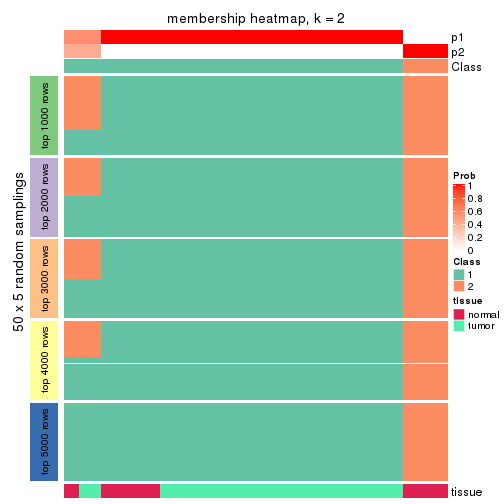 membership heatmap, k = 2
p1
p2
Class
50 x 5 random samplings
top 1000 rows
top 2000 rows
top 3000 rows
top 4000 rows
top 5000 rows
Prob
1
0.8
0.6
0.4
0.2
0
Class
1
2
tissue
normal
tumor
tissue